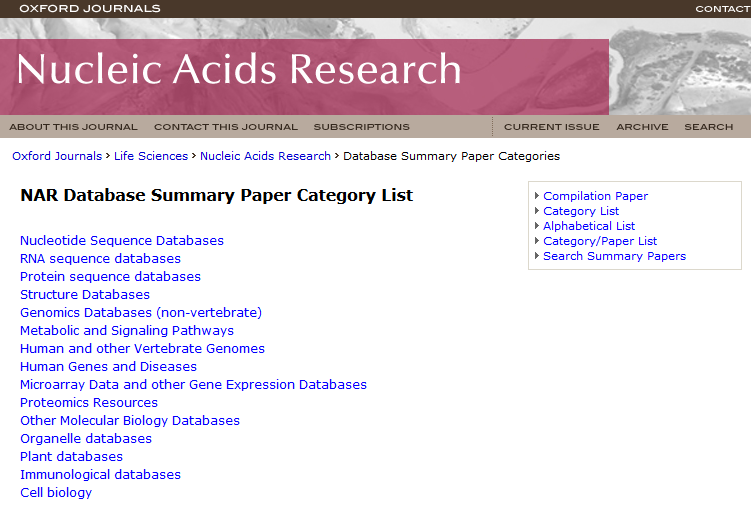 OXFORD JOURNALS
CONTACT
Nucleic Acids Research
ABOUT THIS JOURNAL CONTACT THIS JOURNAL SUBSCRIPTIONS CURRENT ISSUE ARCHIVE SEARCH
Oxford Journals > Life Sciences > Nucleic Acids Research > Database Summary Paper Categories
NAR Database Summary Paper Category List
Nucleotide Sequence Databases
RNA sequence databases
Protein sequence databases
Structure Databases
Genomics Databases (non-vertebrate)
Metabolic and Signaling Pathways
Human and other Vertebrate Genomes
Human Genes and Diseases
Microarray Data and other Gene Expression Databases
Proteomics Resources
Other Molecular Biology Databases
Organelle databases
Plant databases
Immunological databases
Cell biology
Compilation Paper
Category List
Alphabetical List
Category/Paper List
Search Summary Papers